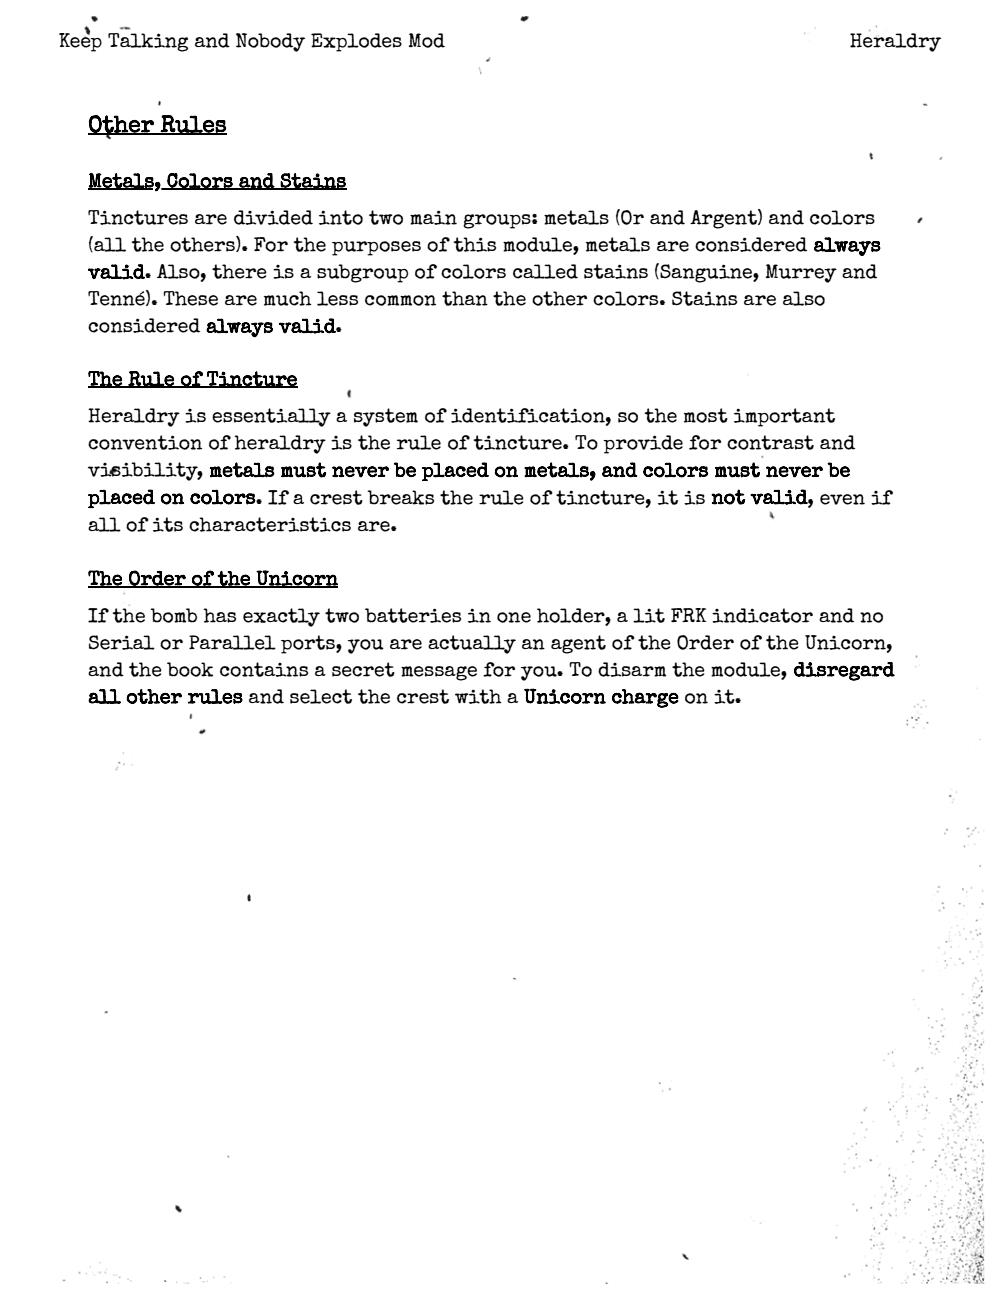 Keep Talking and Nobody Explodes Mod
Heraldry
Other Rules
Metals, Colors and Stains
Tinctures are divided into two main groups: metals (Or and Argent) and colors
(all the others). For the purposes of this module, metals are considered always
valid. Also, there is a subgroup of colors called stains (Sanguine, Murrey and
Tenné). These are much less common than the other colors. Stains are also
considered always valid.
The Rule of Tincture
Heraldry is essentially a system of identification, so the most important
convention of heraldry is the rule of tincture. To provide for contrast and
visibility, metals must never be placed on metals, and colors must never be
placed on colors. If a crest breaks the rule of tincture, it is not valid, even if
all of its characteristics are.
The Order of the Unicorn
If the bomb has exactly two batteries in one holder, a lit FRK indicator and no
Serial or Parallel ports, you are actually an agent of the Order of the Unicorn,
and the book contains a secret message for you. To disarm the module, disregard
all other rules and select the crest with a Unicorn charge on it.